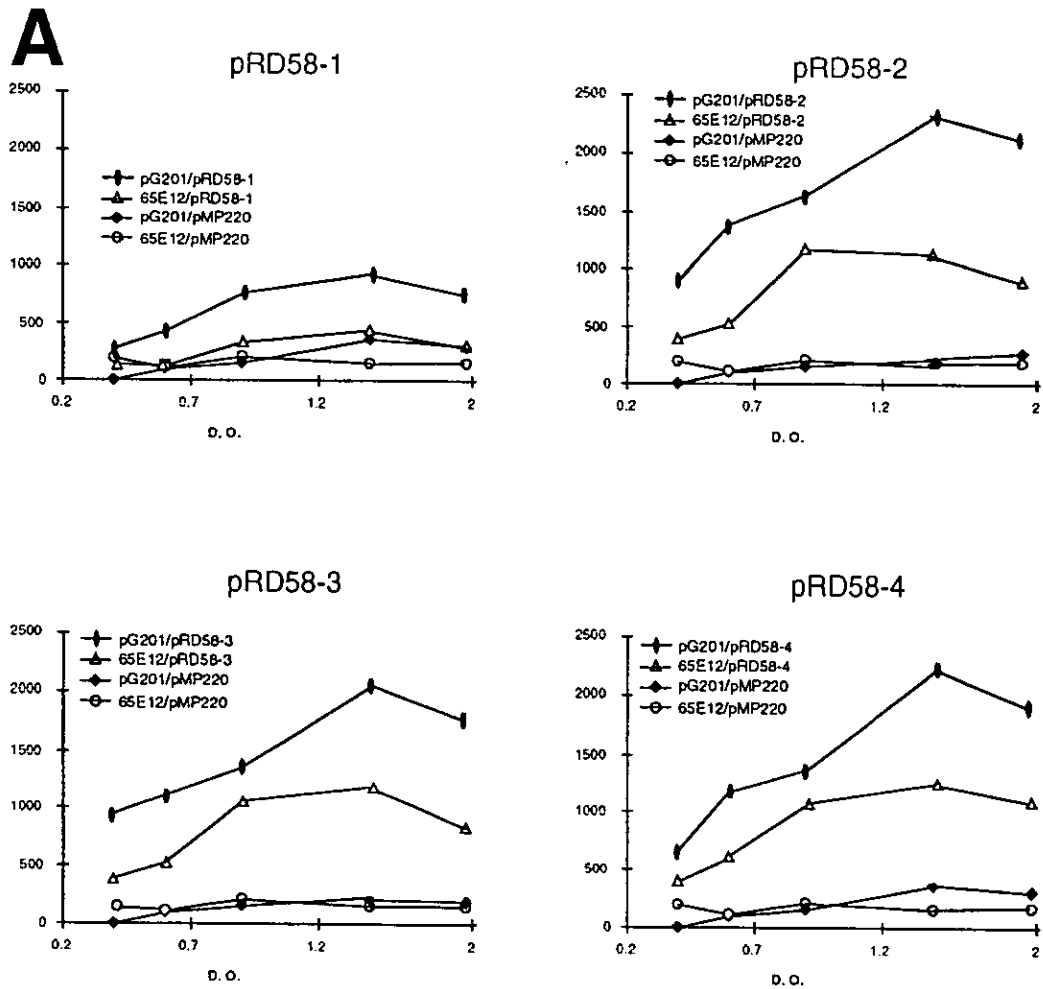 A
pRD58-1
2500
2000
1500
1000
500
0
pG201/pRD58-1
65E12/pRD58-1
pG201/pMP220
65E12/pMP220
0.2
0.7
1.2
2
D. O.
pRD58-2
2500
2000
1500
1000
500
0
pG201/pRD58-2
65E12/pRD58-2
pG201/pMP220
65E12/pMP220
0.2
0.7
1.2
2
D. O.
pRD58-3
2500
2000
1500
1000
500
0
pG201/pRD58-3
65E12/pRD58-3
pG201/pMP220
65E12/pMP220
0.2
0.7
1.2
2
D. O.
pRD58-4
2500
2000
1500
1000
500
0
pG201/pRD58-4
65E12/pRD58-4
pG201/pMP220
65E12/pMP220
0.2
0.7
1.2
2
D. O.